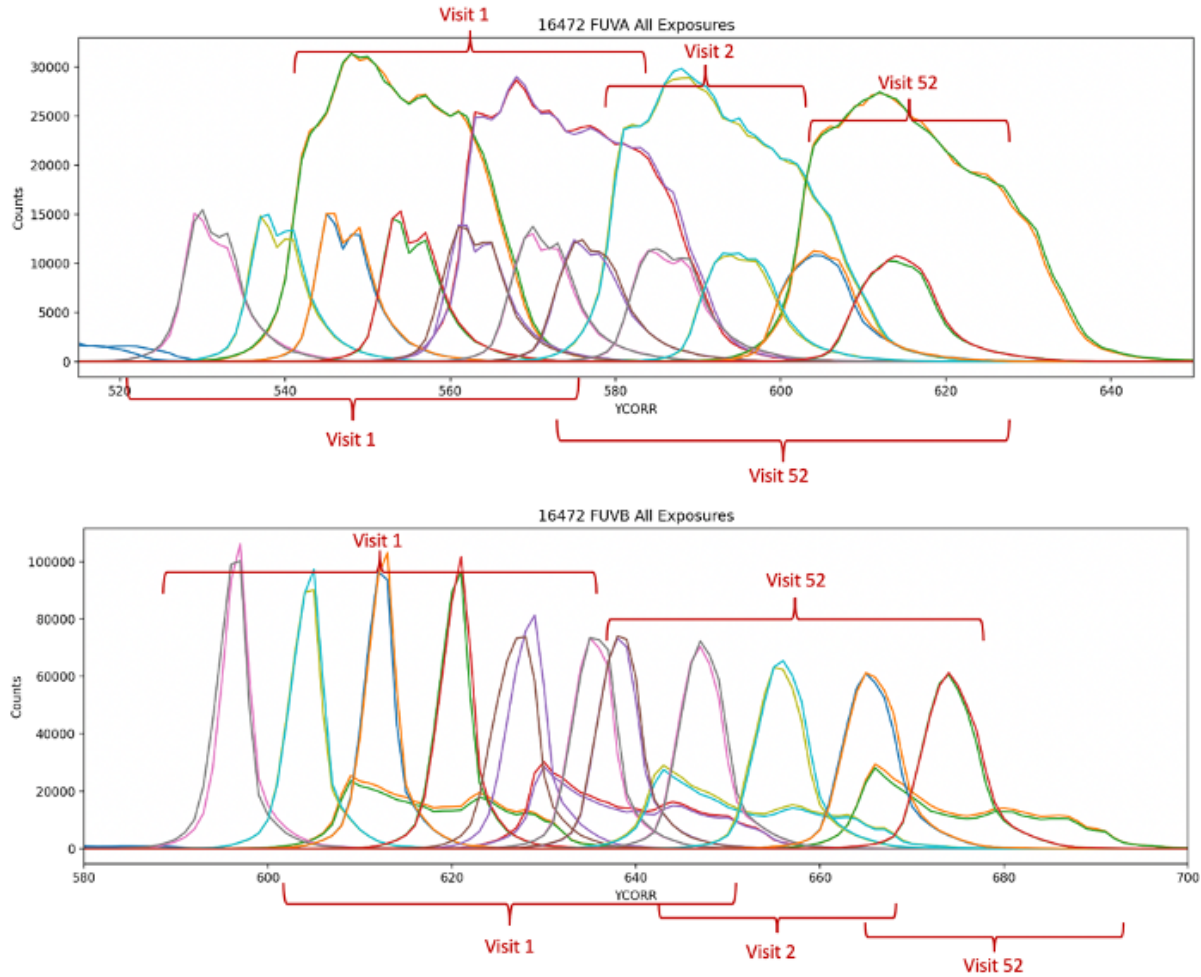 Visit 1
16472 FUVA All Exposures
Visit 2
Visit 52
30000
25000
20000
15000
10000
5000
0
Counts
520 540 560 580 600 620 640
YCORR
Visit 1
Visit 52
16472 FUVB All Exposures
Visit 1
Visit 52
100000
80000
60000
40000
20000
0
Counts
580 600 620 640 660 680 700
YCORR
Visit 1
Visit 2
Visit 52